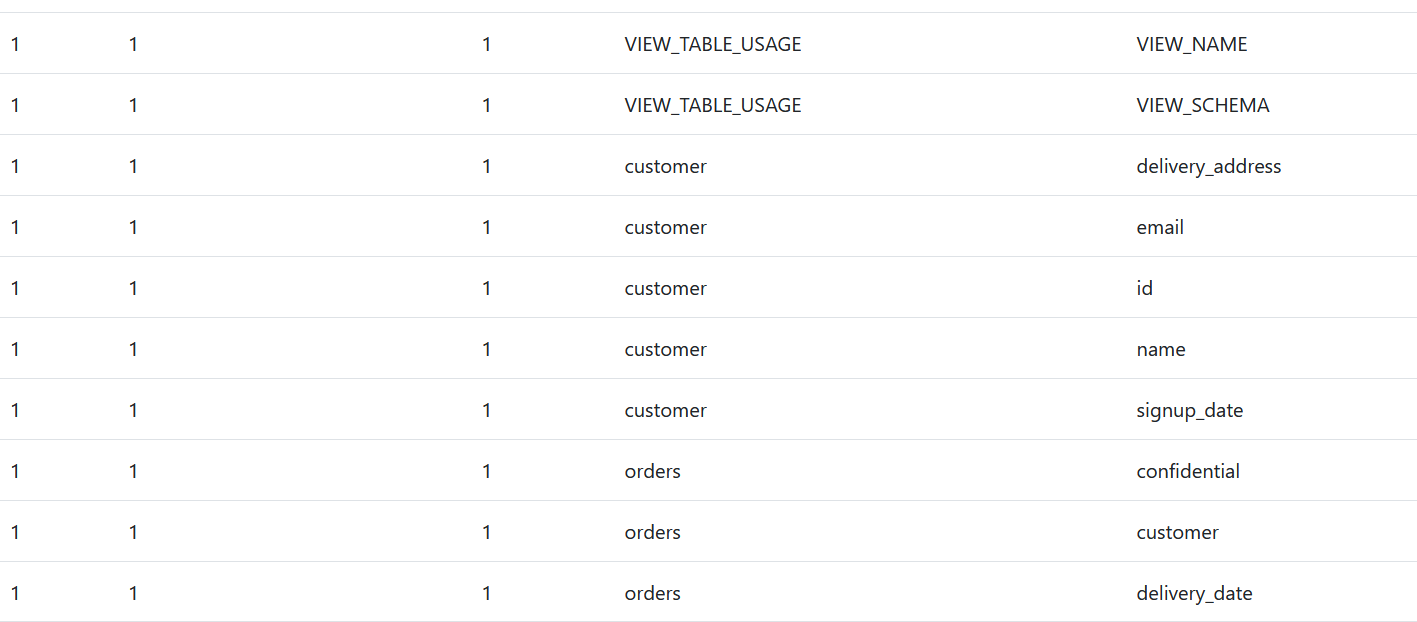 1 1 1 VIEW_TABLE_USAGE VIEW_NAME
1 1 1 VIEW_TABLE_USAGE VIEW_SCHEMA
1 1 1 customer delivery_address
1 1 1 customer email
1 1 1 customer id
1 1 1 customer name
1 1 1 customer signup_date
1 1 1 orders confidential
1 1 1 orders customer
1 1 1 orders delivery_date